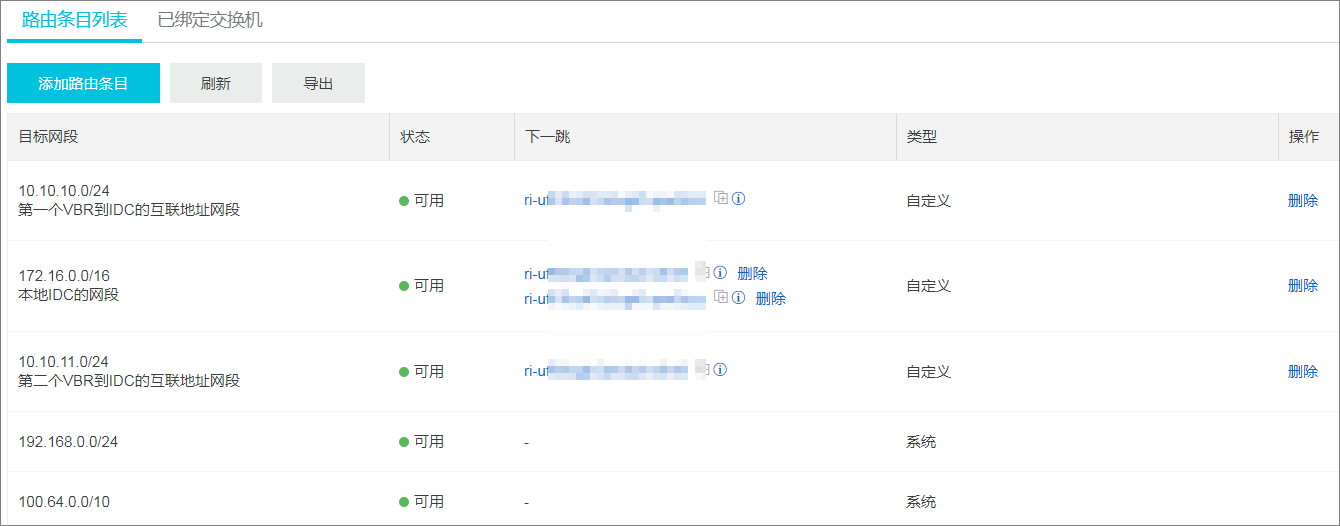 路由条目列表 已绑定交换机
添加路由条目 刷新 导出
目标网段 状态 下一跳 类型 操作
10.10.10.0/24
第一个VBR到IDC的互联地址网段
可用 ri-uf 自定义 删除
172.16.0.0/16
本地IDC的网段
可用
ri-uf 删除
ri-uf 删除
自定义 删除
10.10.11.0/24
第二个VBR到IDC的互联地址网段
可用 ri-uf 自定义 删除
192.168.0.0/24 可用 - 系统
100.64.0.0/10 可用 - 系统